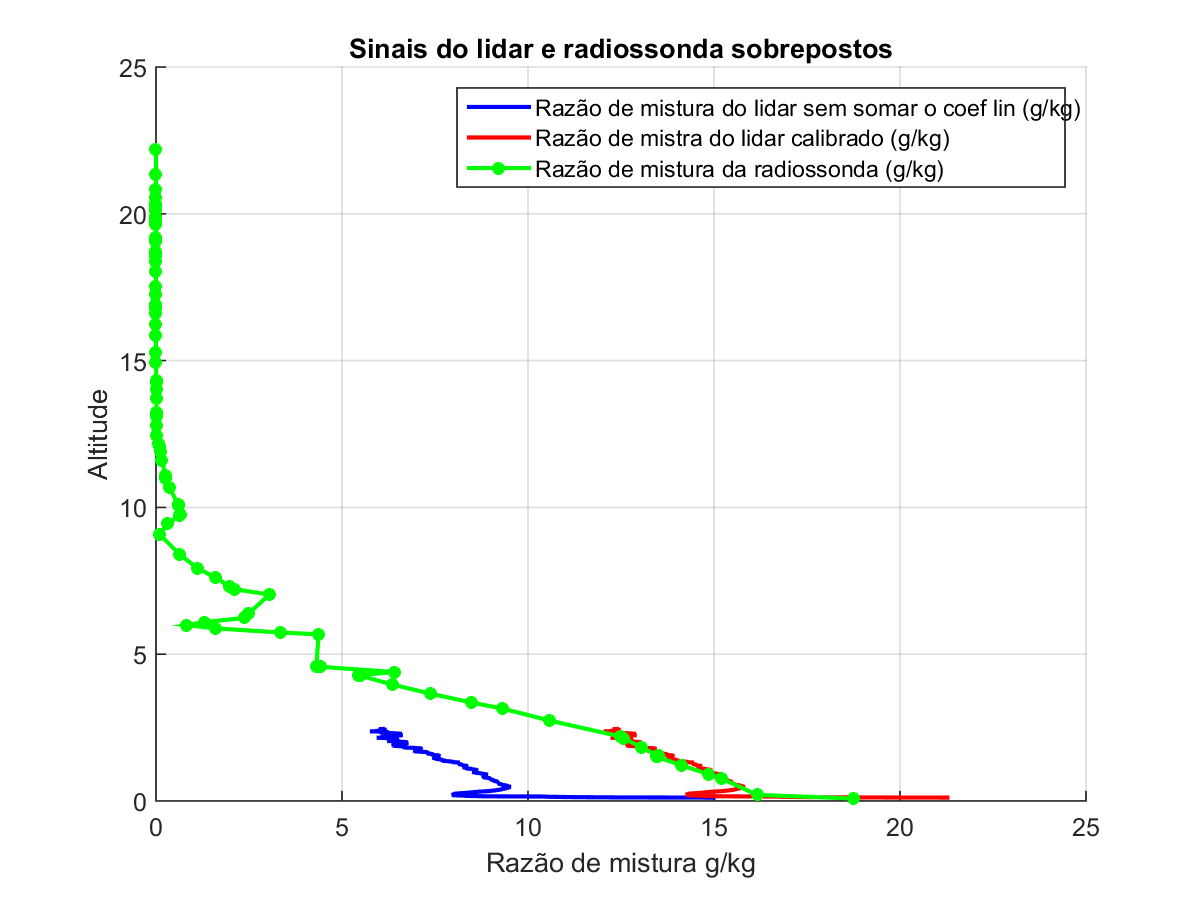 Sinais do lidar e radiossonda sobrepostos
25
Razão de mistura do lidar sem somar o coef lin (g/kg)
Razão de mistra do lidar calibrado (g/kg)
Razão de mistura da radiossonda (g/kg)
20
15
Altitude
10
5
0
0 5 10 15 20 25
Razão de mistura g/kg